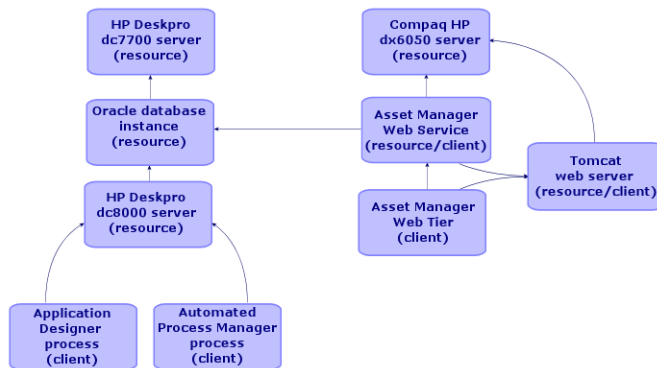 HP Deskpro
dc7700 server
(resource)
Compaq HP
dx6050 server
(resource)
Oracle database
instance
(resource)
Asset Manager
Web Service
(resource/client)
Tomcat
web server
(resource/client)
HP Deskpro
dc8000 server
(resource)
Asset Manager
Web Tier
(client)
Application
Designer
process
(client)
Automated
Process Manager
process
(client)